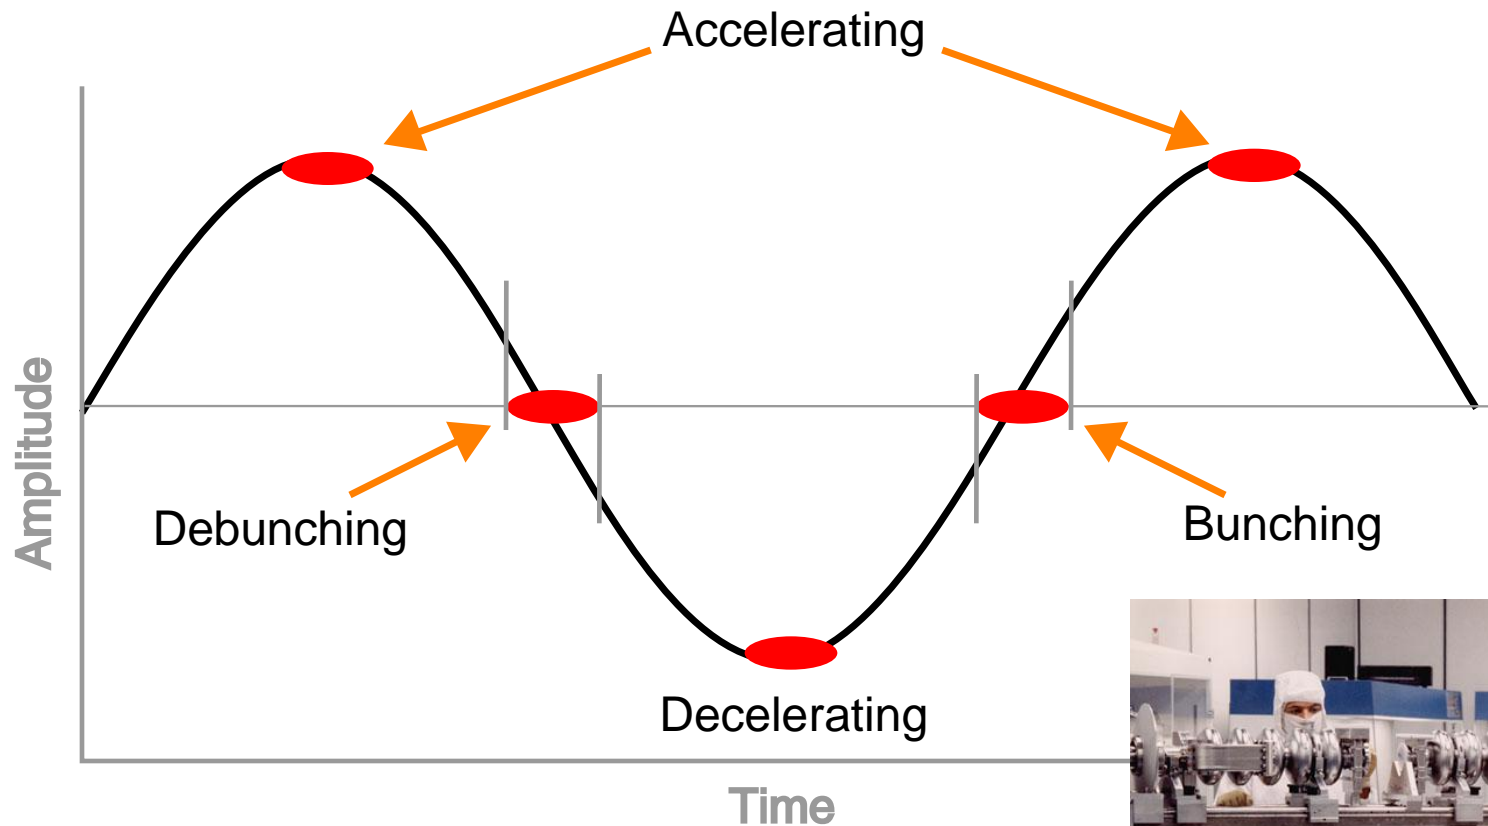 Accelerating
Amplitude
Debunching
Bunching
Decelerating
Time